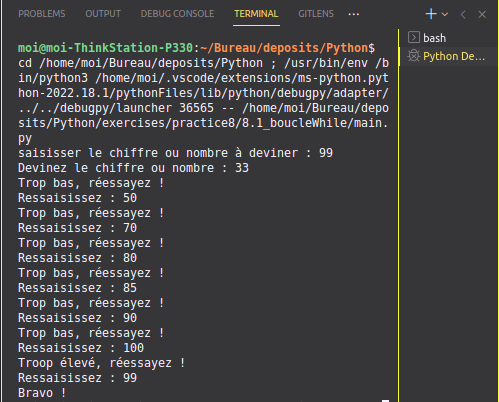 PROBLEMS OUTPUT DEBUG CONSOLE TERMINAL GITLENS ...
bash
Python De...
moi@moi-ThinkStation-P330:~/Bureau/deposits/Python$
cd /home/moi/Bureau/deposits/Python ; /usr/bin/env /b
in/python3 /home/moi/.vscode/extensions/ms-python.pyt
hon-2022.18.1/pythonFiles/lib/python/debugpy/adapter/
../../debugpy/launcher 36565 -- /home/moi/Bureau/depo
sits/Python/exercises/practice8/8.1_boucleWhile/main.
py
saisisser le chiffre ou nombre à deviner : 99
Devinez le chiffre ou nombre : 33
Trop bas, réessayez !
Ressaisissez : 50
Trop bas, réessayez !
Ressaisissez : 70
Trop bas, réessayez !
Ressaisissez : 80
Trop bas, réessayez !
Ressaisissez : 85
Trop bas, réessayez !
Ressaisissez : 90
Trop bas, réessayez !
Ressaisissez : 100
Troop élevé, réessayez !
Ressaisissez : 99
Bravo !